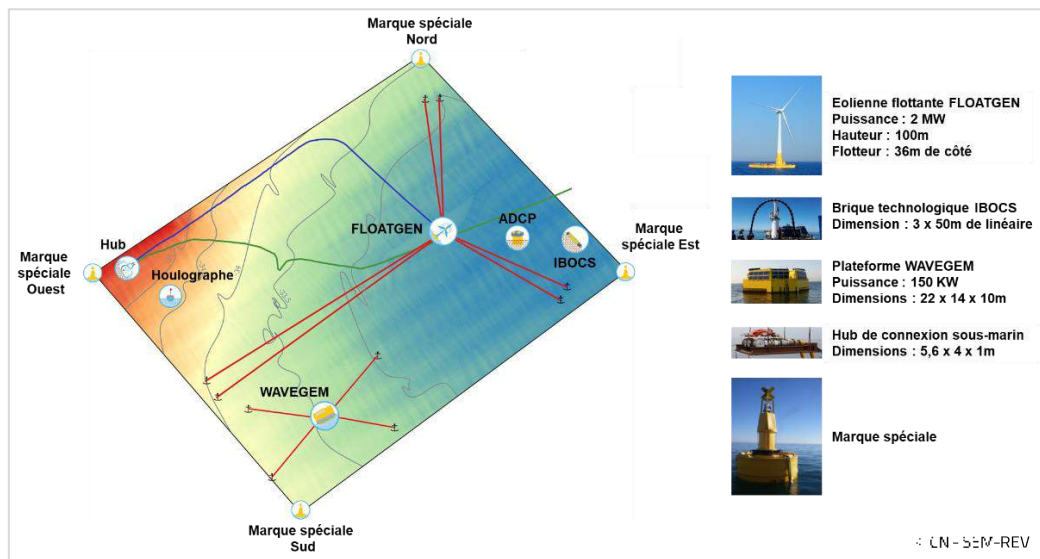 Marque spéciale
Nord
FLOATGEN
ADCP
IBOCS
Marque
spéciale Est
Hub
Marque
spéciale
Ouest
Houlographe
WAVEGEM
Marque spéciale
Sud
Eolienne flottante FLOATGEN
Puissance : 2 MW
Hauteur : 100m
Flotteur : 36m de côté
Brique technologique IBOCS
Dimension : 3 x 50m de linéaire
Plateforme WAVEGEM
Puissance : 150 KW
Dimensions : 22 x 14 x 10m
Hub de connexion sous-marin
Dimensions : 5,6 x 4 x 1m
Marque spéciale
CN-SEM-REV